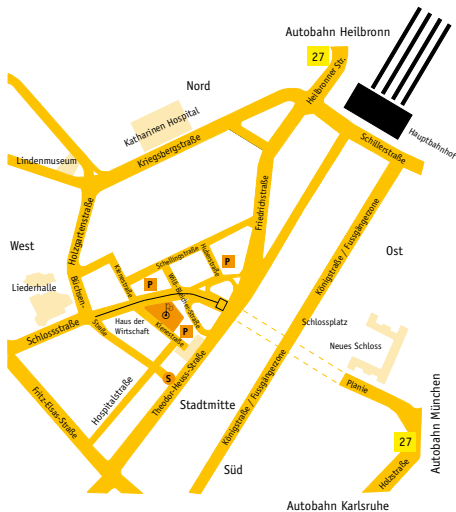 Autobahn Heilbronn
27
Heilbronner Str.
Nord
Katharinen Hospital
Hauptbahnhof
Kriegsbergstraße
Schillerstraße
Lindenmuseum
Holzgartenstraße
Friedrichstraße
Königstraße / Fussgängerzone
West
Ost
Schellingstraße
Huberstraße
P
Kienestraße
P
Willi-Bleicher-Straße
Liederhalle
Büchsen-
Schlossstraße
Straße
Haus der
Wirtschaft
P
Kienestraße
Schlossplatz
Neues Schloss
S
Theodor-Heuss-Straße
Hospitalstraße
Fritz-Elsas-Straße
Stadtmitte
Königstraße / Fussgängerzone
Planie
27
Autobahn München
Holzstraße
Süd
Autobahn Karlsruhe